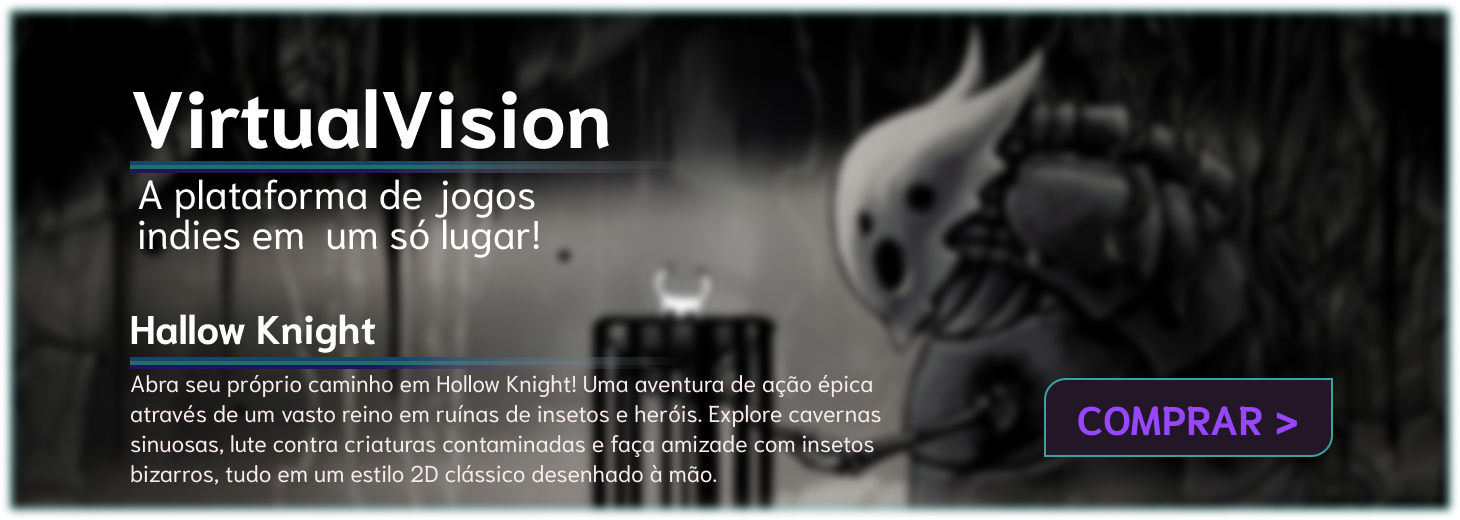 VirtualVision
A plataforma de jogos
indies em um só lugar!
Hallow Knight
Abra seu próprio caminho em Hollow Knight! Uma aventura de ação épica
através de um vasto reino em ruínas de insetos e heróis. Explore cavernas
sinuosas, lute contra criaturas contaminadas e faça amizade com insetos
bizarros, tudo em um estilo 2D clássico desenhado à mão.
COMPRAR >